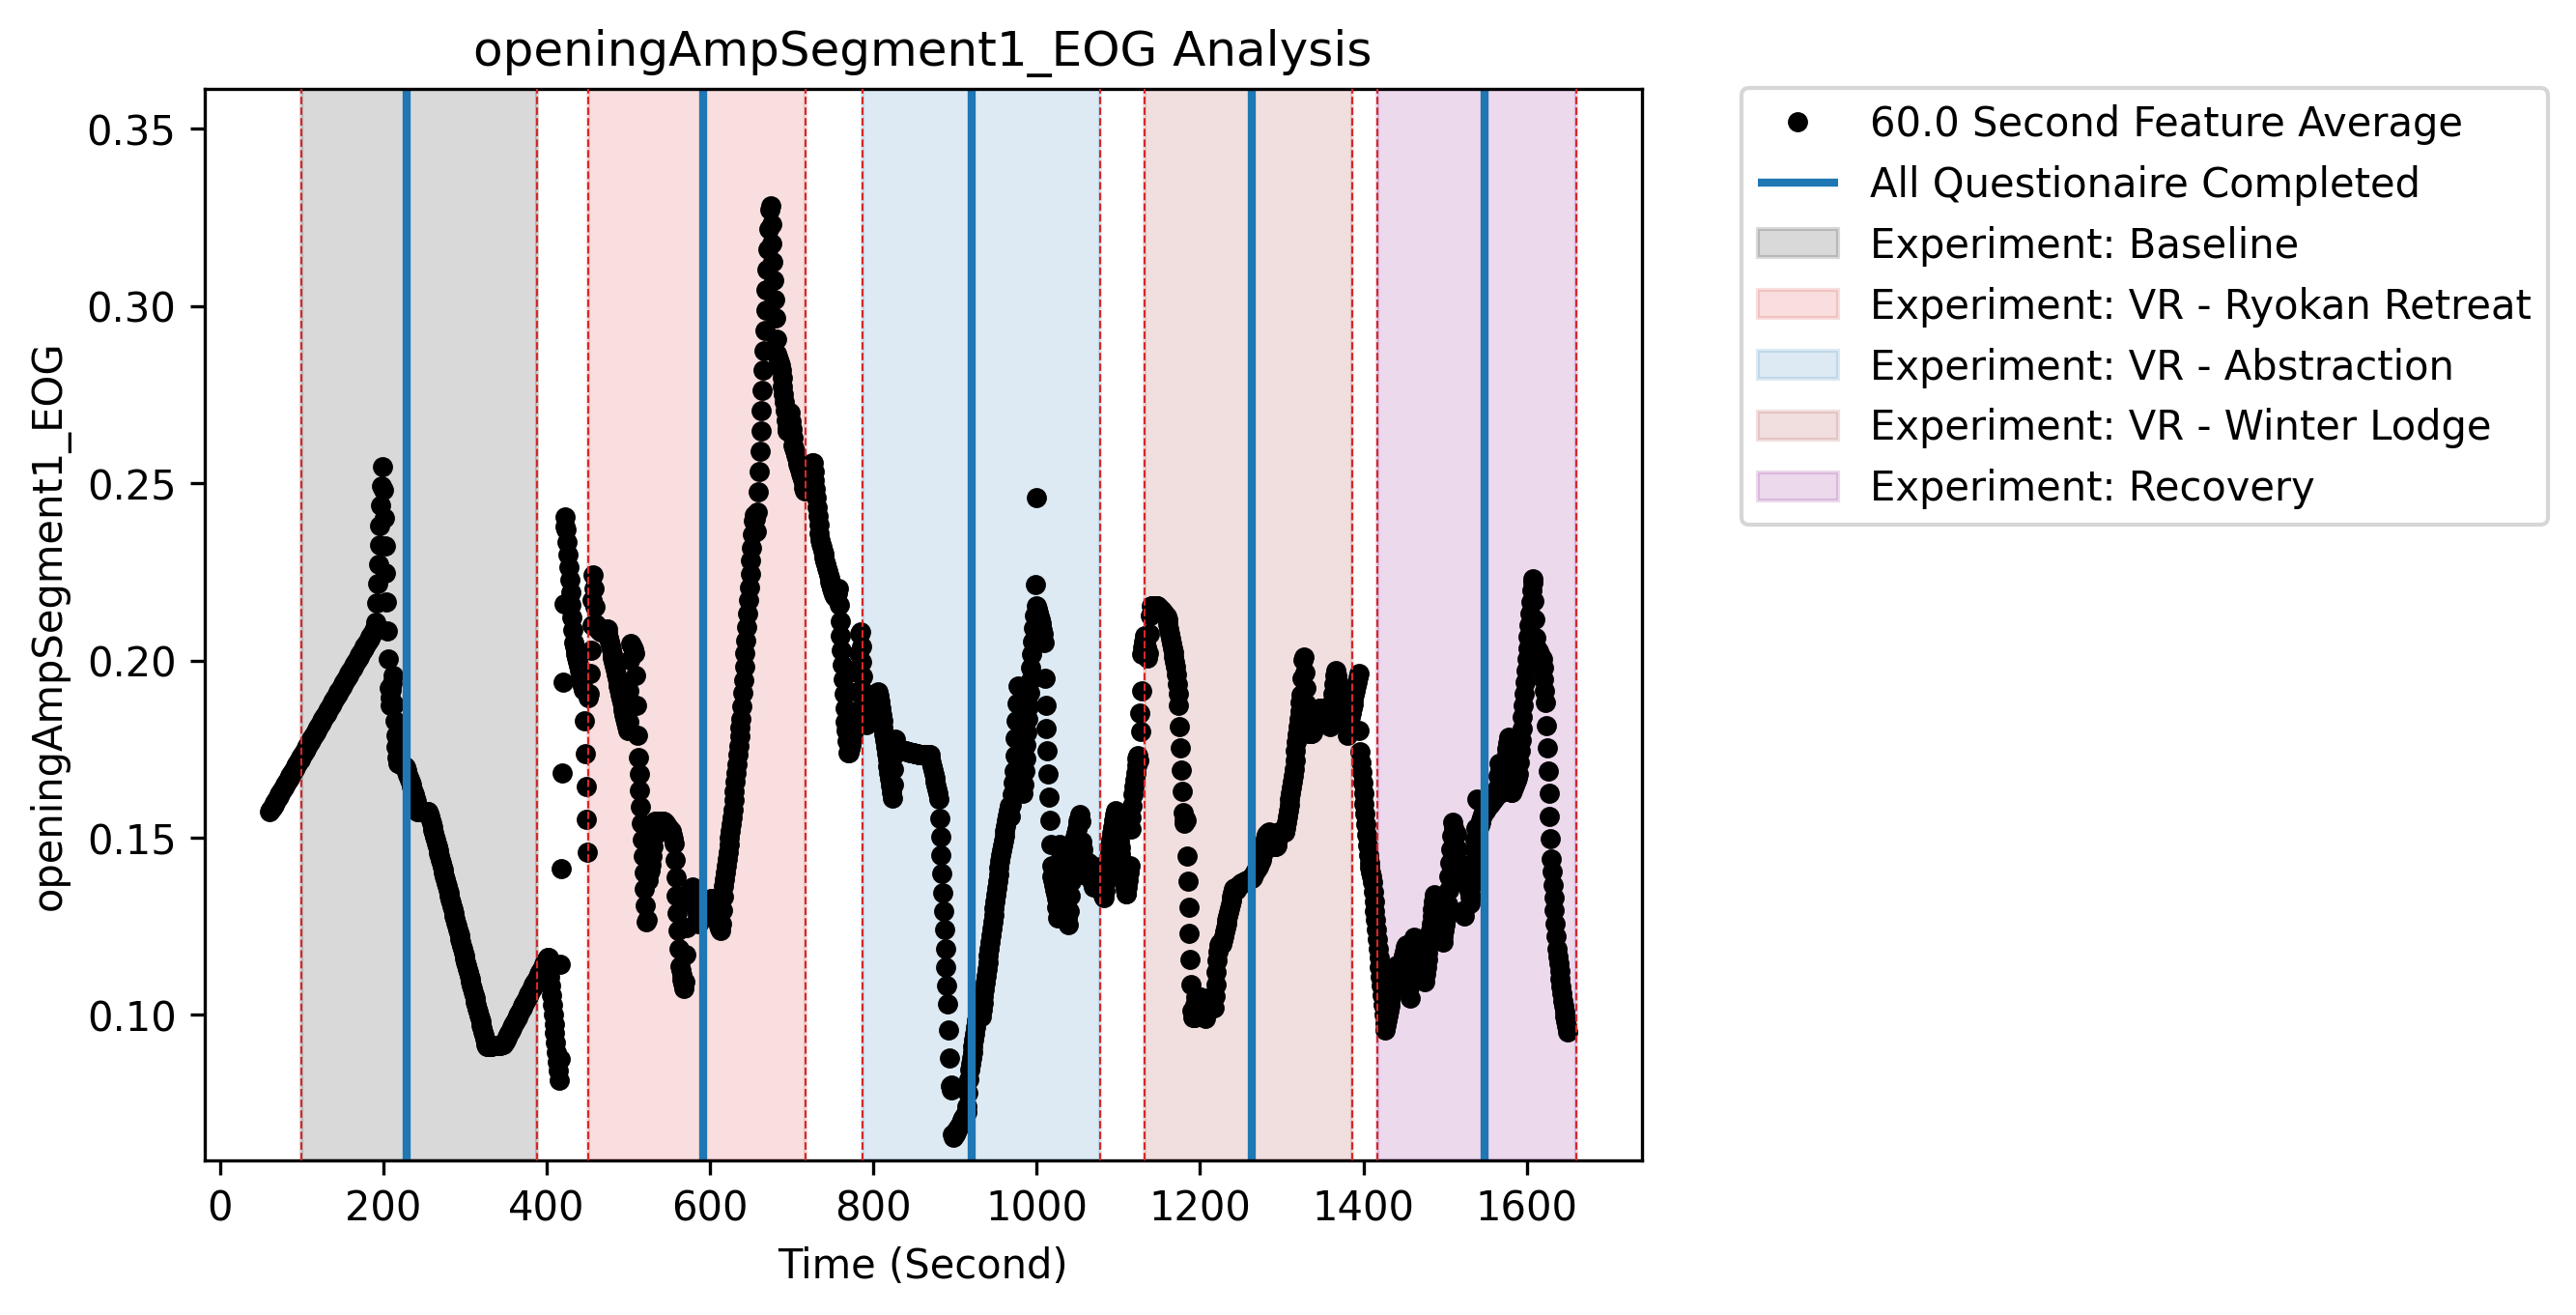 openingAmpSegment1_EOG Analysis
openingAmpSegment1_EOG
0.35
0.30
0.25
0.20
0.15
0.10
0 200 400 600 800 1000 1200 1400 1600
Time (Second)
60.0 Second Feature Average
All Questionaire Completed
Experiment: Baseline
Experiment: VR - Ryokan Retreat
Experiment: VR - Abstraction
Experiment: VR - Winter Lodge
Experiment: Recovery